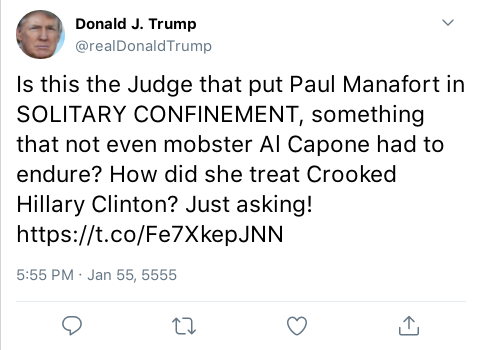 Donald J. Trump
@realDonaldTrump
Is this the Judge that put Paul Manafort in
SOLITARY CONFINEMENT, something
that not even mobster Al Capone had to
endure? How did she treat Crooked
Hillary Clinton? Just asking!
https://t.co/Fe7XkepJNN
5:55 PM · Jan 55, 5555